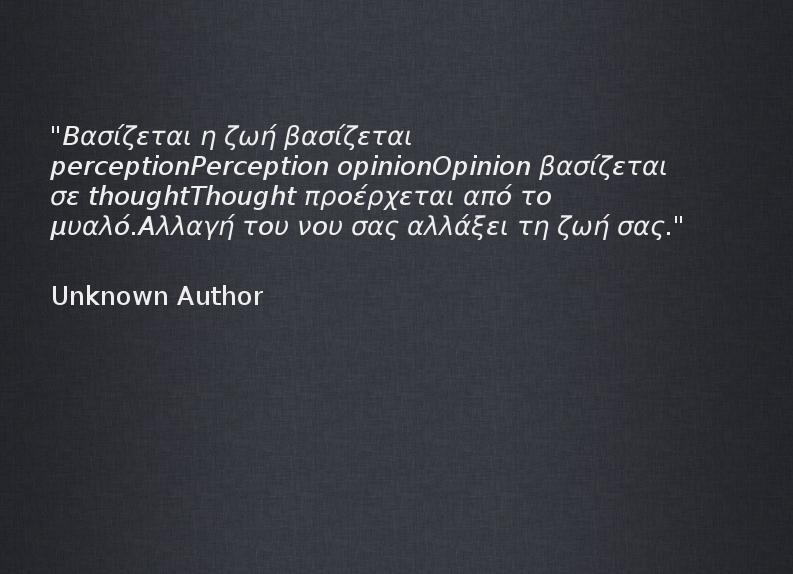 "Βασίζεται η ζωή βασίζεται
perceptionPerception opinionOpinion βασίζεται
σε thoughtThought προέρχεται από το
μυαλό.Αλλαγή του νου σας αλλάξει τη ζωή σας."
Unknown Author